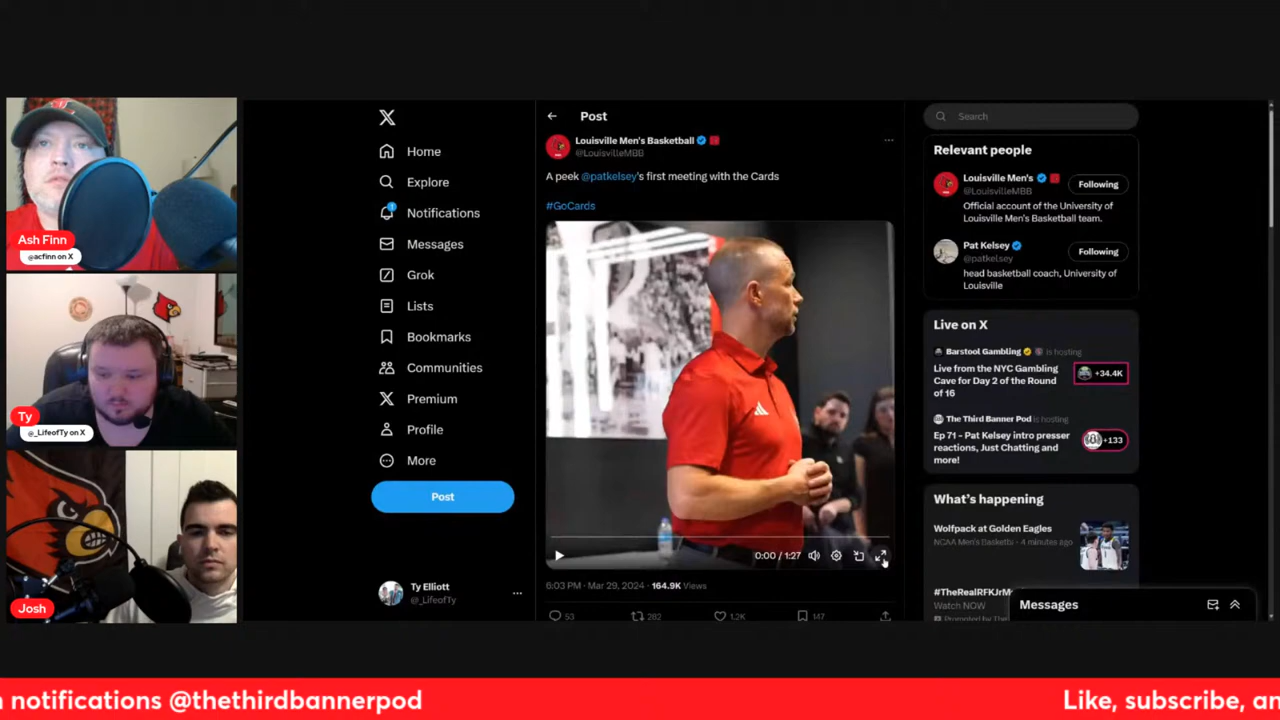 Ash Finn
@acfinn on X
Ty
@_LifeofTy on X
Josh
X
Home
Explore
Notifications
Messages
Grok
Lists
Bookmarks
Communities
Premium
Profile
More
Post
Ty Elliott
@_LifeofTy
Post
Louisville Men's Basketball
@LouisvilleMBB
A peek @patkelsey's first meeting with the Cards
#GoCards
0:00 / 1:27
6:03 PM · Mar 29, 2024 · 164.9K Views
53 282 1.2K 147
Search
Relevant people
Louisville Men's
@LouisvilleMBB
Following
Official account of the University of
Louisville Men's Basketball team.
Pat Kelsey
@patkelsey
Following
head basketball coach, University of
Louisville
Live on X
Barstool Gambling is hosting
Live from the NYC Gambling
Cave for Day 2 of the Round
of 16
+34.4K
The Third Banner Pod is hosting
Ep 71 - Pat Kelsey intro presser
reactions, Just Chatting and
more!
+133
What's happening
Wolfpack at Golden Eagles
NCAA Men's Basketb · 4 minutes ago
#TheRealRFKJrM
Watch NOW
Promoted by The
Messages
n notifications @thethirdbannerpod
Like, subscribe, an